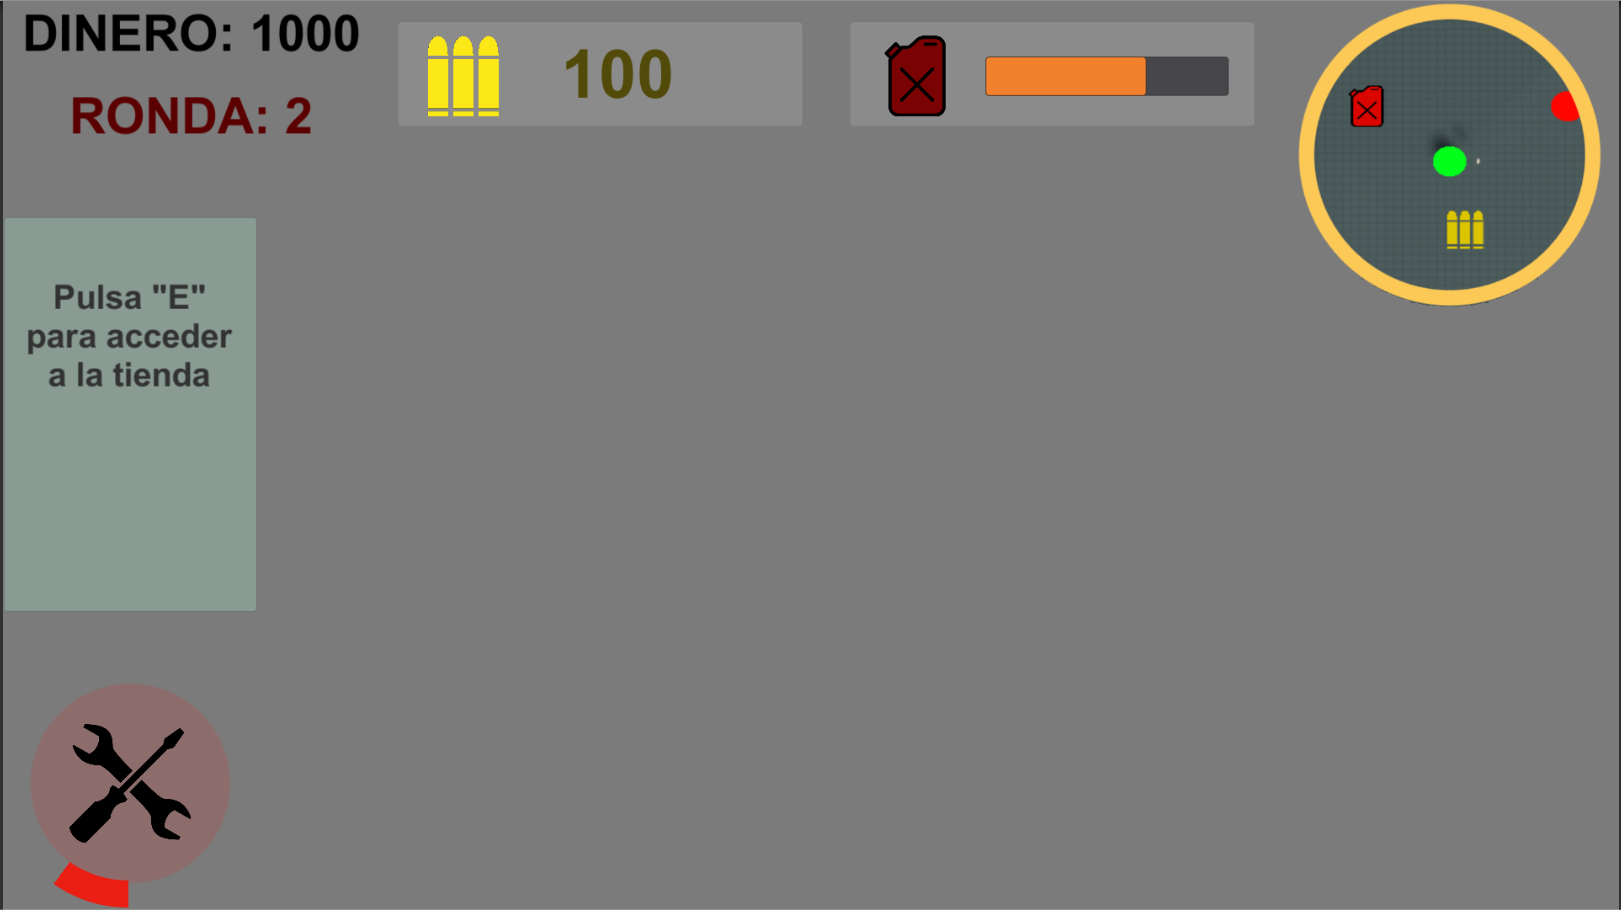 DINERO: 1000
RONDA: 2
100
Pulsa "E"
para acceder
a la tienda